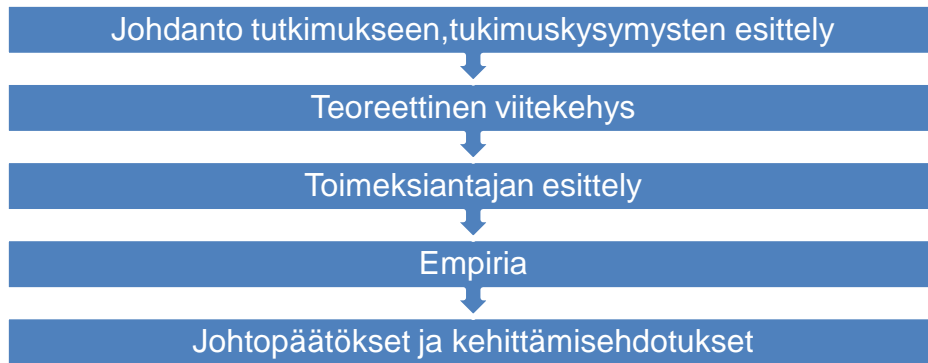 Johdanto tutkimukseen,tukimuskysymysten esittely
Teoreettinen viitekehys
Toimeksiantajan esittely
Empiria
Johtopäätökset ja kehittämisehdotukset